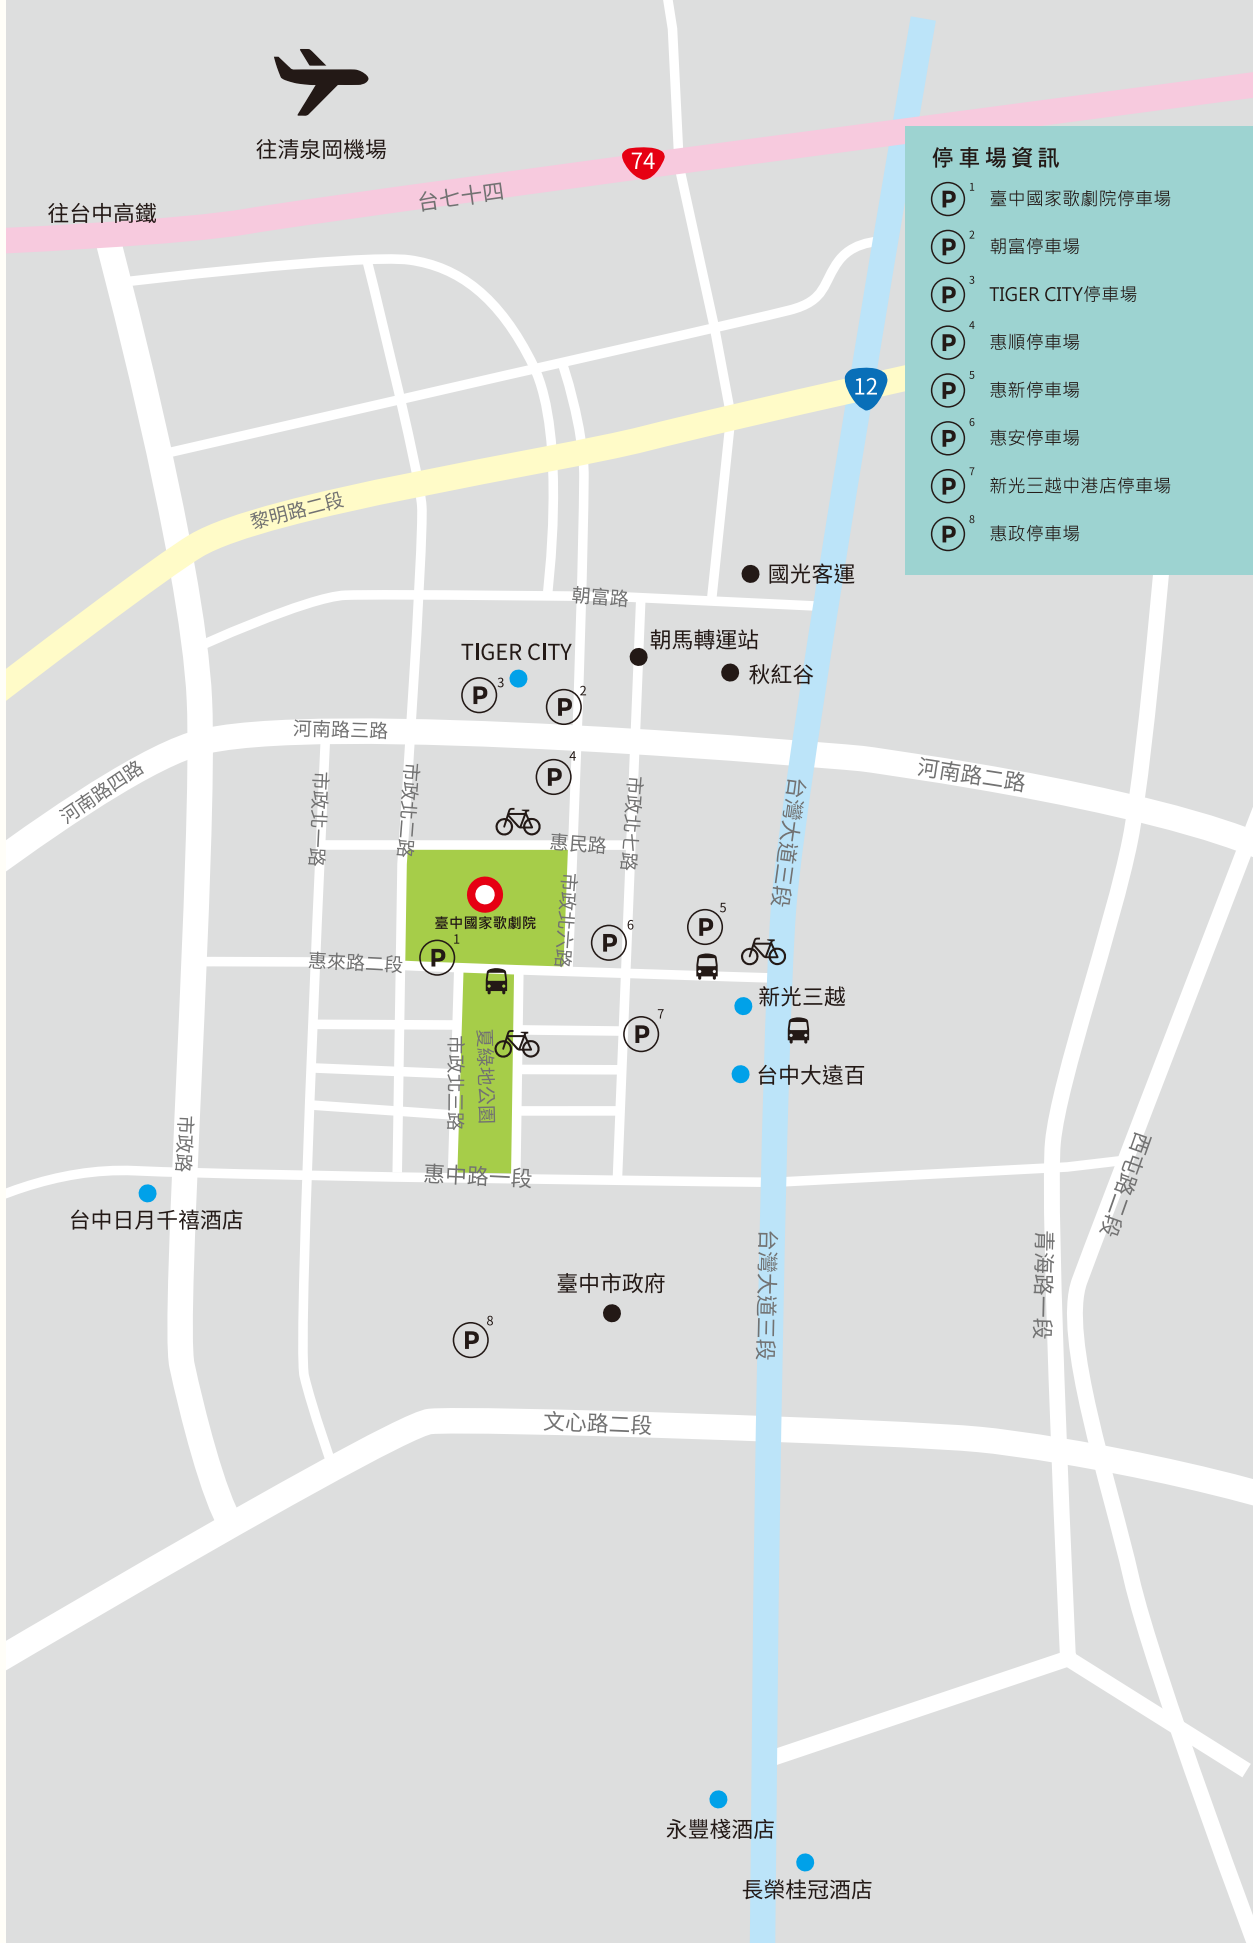 往清泉岡機場
74
台七十四
往台中高鐵
停車場資訊
P 1 臺中國家歌劇院停車場
P 2 朝富停車場
P 3 TIGER CITY停車場
P 4 惠順停車場
P 5 惠新停車場
P 6 惠安停車場
P 7 新光三越中港店停車場
P 8 惠政停車場
12
黎明路二段
國光客運
朝富路
朝馬轉運站
TIGER CITY
秋紅谷
P 3
P 2
河南路三路
河南路四路
河南路二路
P 4
市政北一路
市政北二路
市政北七路
台灣大道三段
惠民路
市政北六路
臺中國家歌劇院
P 1
P 6
P 5
惠來路二段
新光三越
P 7
夏綠地公園
市政北三路
台中大遠百
市政路
惠中路一段
西屯路二段
台中日月千禧酒店
青海路一段
台灣大道三段
臺中市政府
P 8
文心路二段
永豐棧酒店
長榮桂冠酒店